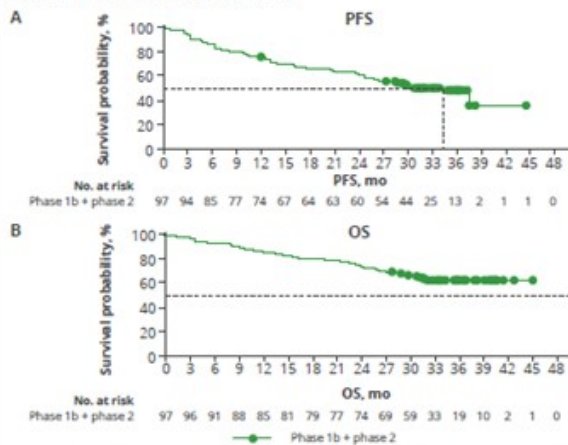 A PFS
Survival probability, %
100
80
60
40
20
0
0 3 6 9 12 15 18 21 24 27 30 33 36 39 42 45 48
PFS, mo
No. at risk
Phase 1b + phase 2 97 94 85 77 74 67 64 63 60 54 44 25 13 2 1 1 0
B OS
Survival probability, %
100
80
60
40
20
0
0 3 6 9 12 15 18 21 24 27 30 33 36 39 42 45 48
OS, mo
No. at risk
Phase 1b + phase 2 97 96 91 88 85 81 79 77 74 69 59 33 19 10 2 1 0
Phase 1b + phase 2